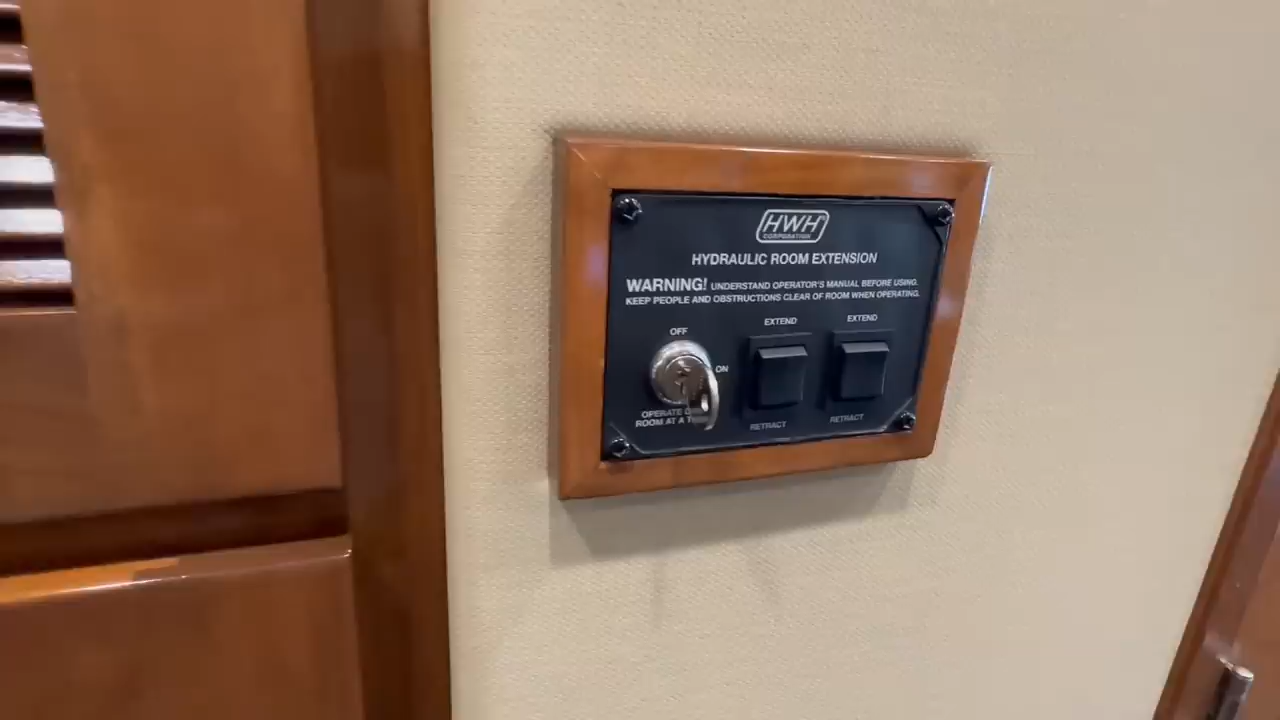 HWH
CORPORATION
HYDRAULIC ROOM EXTENSION
WARNING! UNDERSTAND OPERATOR'S MANUAL BEFORE USING.
KEEP PEOPLE AND OBSTRUCTIONS CLEAR OF ROOM WHEN OPERATING.
OFF
ON
OPERATE
ROOM AT A
EXTEND
RETRACT
EXTEND
RETRACT